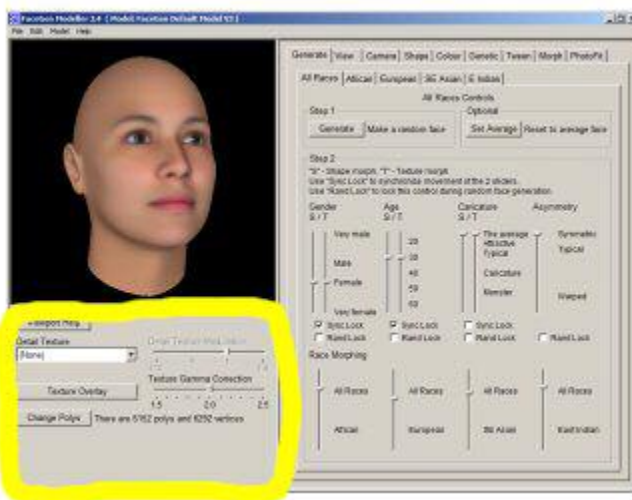 FaceGen Modeller 3.4 ( Model: FaceGen Default Model V3 )
File Edit Model Help
Generate View Camera Shape Colour Genetic Tween Morph PhotoFit
All Races African European SE Asian E Indian
All Races Controls
Step 1
Optional
Generate Make a random face
Set Average Reset to average face
Step 2
"S" - Shape morph, "T" - Texture morph
Use "Sync Lock" to synchronise movement of the 2 sliders.
Use "Rand Lock" to lock this control during random face generation.
Gender Age Caricature Asymmetry
S / T S / T S / T
Very male
Male
Female
Very female
20
30
40
50
60
The average
Attractive
Typical
Caricature
Monster
Symmetric
Typical
Warped
Sync Lock Sync Lock Sync Lock
Rand Lock Rand Lock Rand Lock Rand Lock
Race Morphing
All Races All Races All Races All Races
African European SE Asian East Indian
Viewport Help
Detail Texture
(None)
Detail Texture Modulation
Texture Overlay
Texture Gamma Correction
1.5 2.0 2.5
Change Polys There are 5152 polys and 6292 vertices